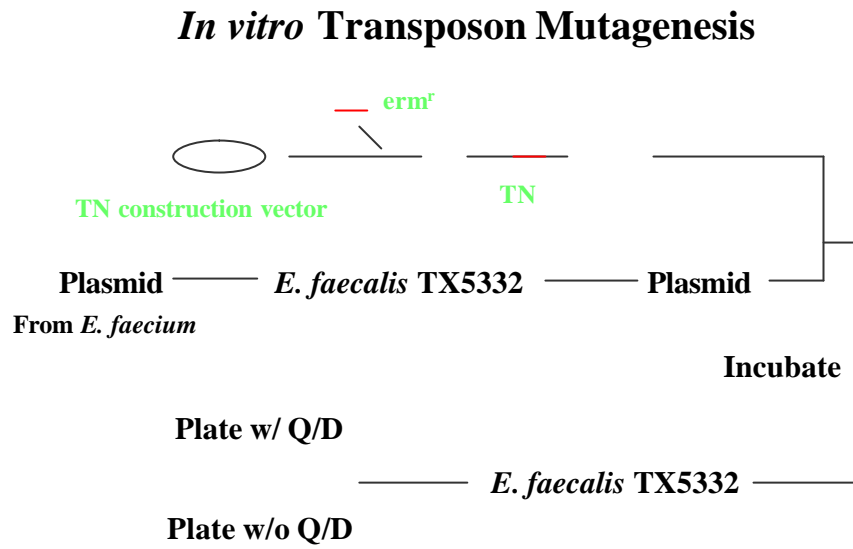 In vitro Transposon Mutagenesis
ermʳ
TN construction vector
TN
Plasmid
E. faecalis TX5332
Plasmid
From E. faecium
Incubate
Plate w/ Q/D
E. faecalis TX5332
Plate w/o Q/D